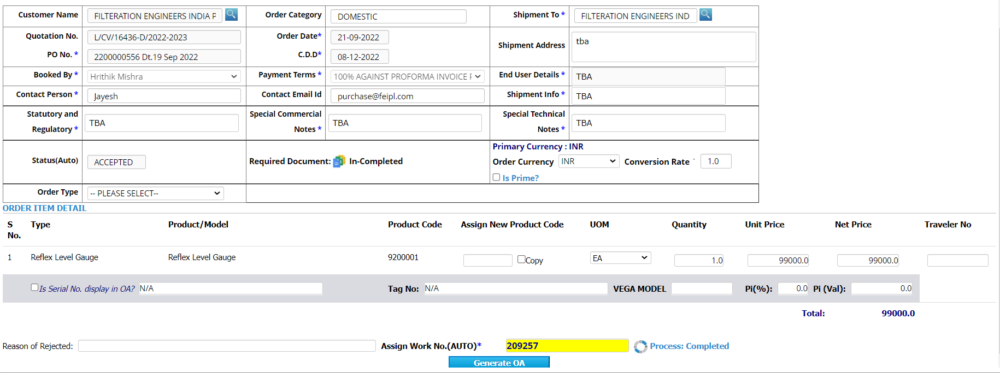 Customer Name FILTERATION ENGINEERS INDIA P Order Category DOMESTIC Shipment To * FILTERATION ENGINEERS IND
Quotation No. L/CV/16436-D/2022-2023 Order Date* 21-09-2022 Shipment Address tba
PO No. * 2200000556 Dt.19 Sep 2022 C.D.D* 08-12-2022
Booked By * Hrithik Mishra Payment Terms * 100% AGAINST PROFORMA INVOICE End User Details * TBA
Contact Person * Jayesh Contact Email Id purchase@feipl.com Shipment Info * TBA
Statutory and Regulatory * TBA Special Commercial Notes * TBA Special Technical Notes * TBA
Status(Auto) ACCEPTED Required Document: In-Completed
Primary Currency : INR
Order Currency INR Conversion Rate ` 1.0
Is Prime?
Order Type -- PLEASE SELECT--
ORDER ITEM DETAIL
S No. Type Product/Model Product Code Assign New Product Code UOM Quantity Unit Price Net Price Traveler No
1 Reflex Level Gauge Reflex Level Gauge 9200001 Copy EA 1.0 99000.0 99000.0
Is Serial No. display in OA? N/A Tag No: N/A VEGA MODEL Pi(%): 0.0 Pi (Val): 0.0
Total: 99000.0
Reason of Rejected: Assign Work No.(AUTO)* 209257 Process: Completed
Generate OA